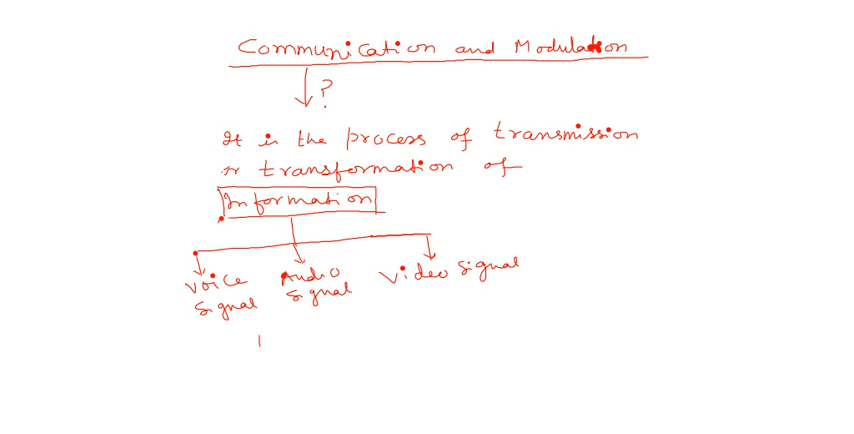 Communication and Modulation
?
It is the process of transmission
or transformation of
Information
Voice Signal
Audio Signal
Video Signal